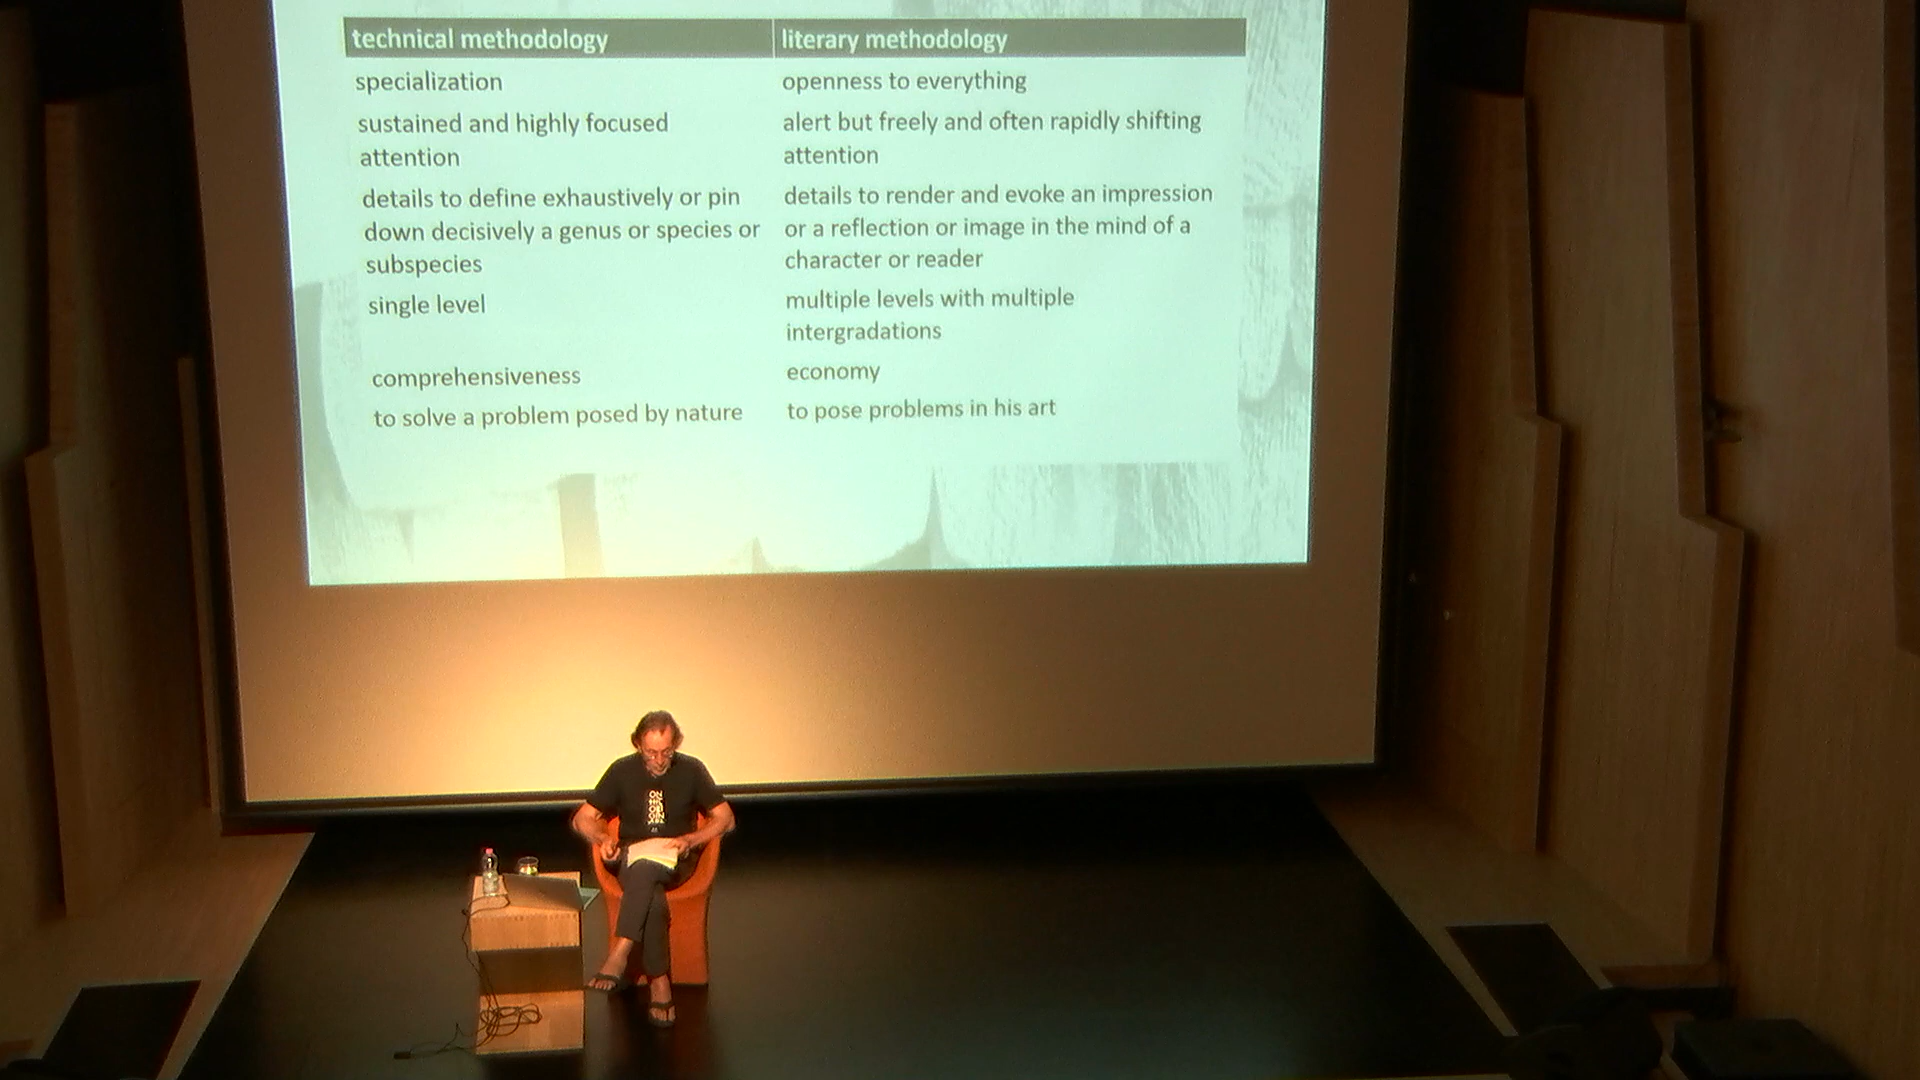 technical methodology literary methodology
specialization openness to everything
sustained and highly focused alert but freely and often rapidly shifting
attention attention
details to define exhaustively or pin details to render and evoke an impression
down decisively a genus or species or or a reflection or image in the mind of a
subspecies character or reader
single level multiple levels with multiple
intergradations
comprehensiveness economy
to solve a problem posed by nature to pose problems in his art
ON